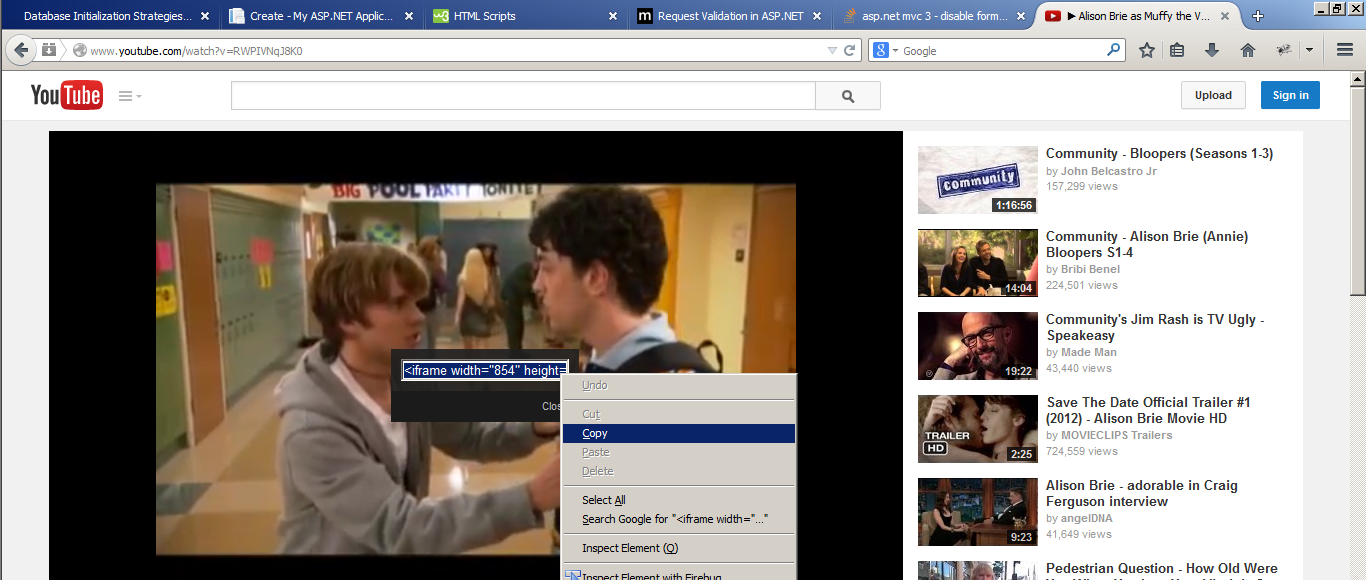 Database Initialization Strategies...
Create - My ASP.NET Applic...
HTML Scripts
Request Validation in ASP.NET
asp.net mvc 3 - disable form...
▶ Alison Brie as Muffy the V...
www.youtube.com/watch?v=RWPIVNqJ8K0
Google
YouTube
Upload
Sign in
BIG POOL PARTY TONITE!
<iframe width="854" height=
Clos
Undo
Cut
Copy
Paste
Delete
Select All
Search Google for "<iframe width="..."
Inspect Element (Q)
Inspect Element with Firebug
community
1:16:56
Community - Bloopers (Seasons 1-3)
by John Belcastro Jr
157,299 views
14:04
Community - Alison Brie (Annie)
Bloopers S1-4
by Bribi Benel
224,501 views
19:22
Community's Jim Rash is TV Ugly -
Speakeasy
by Made Man
43,440 views
TRAILER
HD
2:25
Save The Date Official Trailer #1
(2012) - Alison Brie Movie HD
by MOVIECLIPS Trailers
724,559 views
9:23
Alison Brie - adorable in Craig
Ferguson interview
by angelDNA
41,649 views
Pedestrian Question - How Old Were